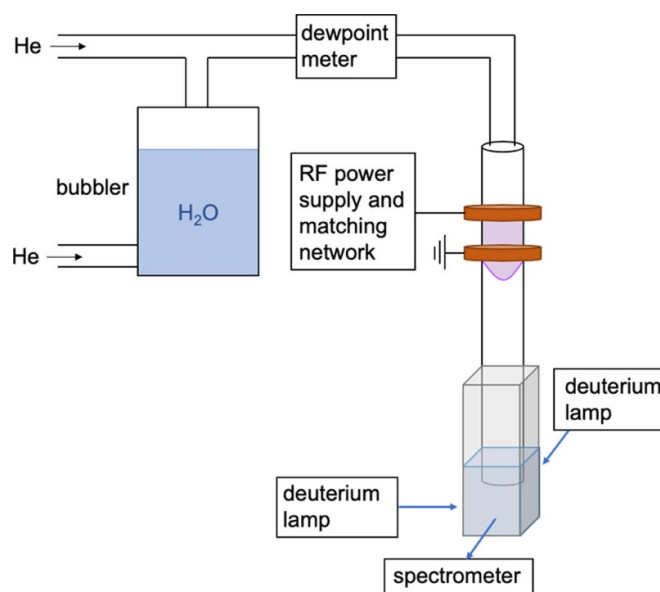 He
dewpoint
meter
bubbler
H₂O
He
RF power
supply and
matching
network
deuterium
lamp
deuterium
lamp
spectrometer